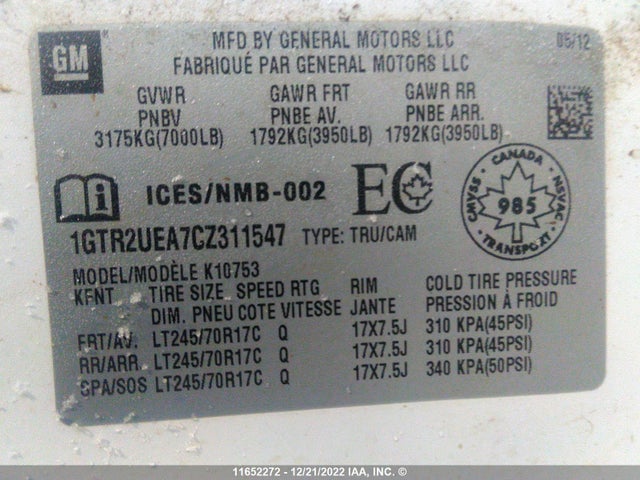 GM
MFD BY GENERAL MOTORS LLC 05/12
FABRIQUÉ PAR GENERAL MOTORS LLC
GVWR GAWR FRT GAWR RR
PNBV PNBE AV. PNBE ARR.
3175KG(7000LB) 1792KG(3950LB) 1792KG(3950LB)
ICES/NMB-002 EC
CANADA
CMVSS 985 NSVAC
TRANSPORT
1GTR2UEA7CZ311547 TYPE: TRU/CAM
MODEL/MODÈLE K10753
KENT. TIRE SIZE SPEED RTG RIM COLD TIRE PRESSURE
DIM. PNEU COTE VITESSE JANTE PRESSION À FROID
FRT/AV. LT245/70R17C Q 17X7.5J 310 KPA(45PSI)
RR/ARR. LT245/70R17C Q 17X7.5J 310 KPA(45PSI)
SPA/SOS LT245/70R17C Q 17X7.5J 340 KPA(50PSI)
11652272 - 12/21/2022 IAA, INC. ©